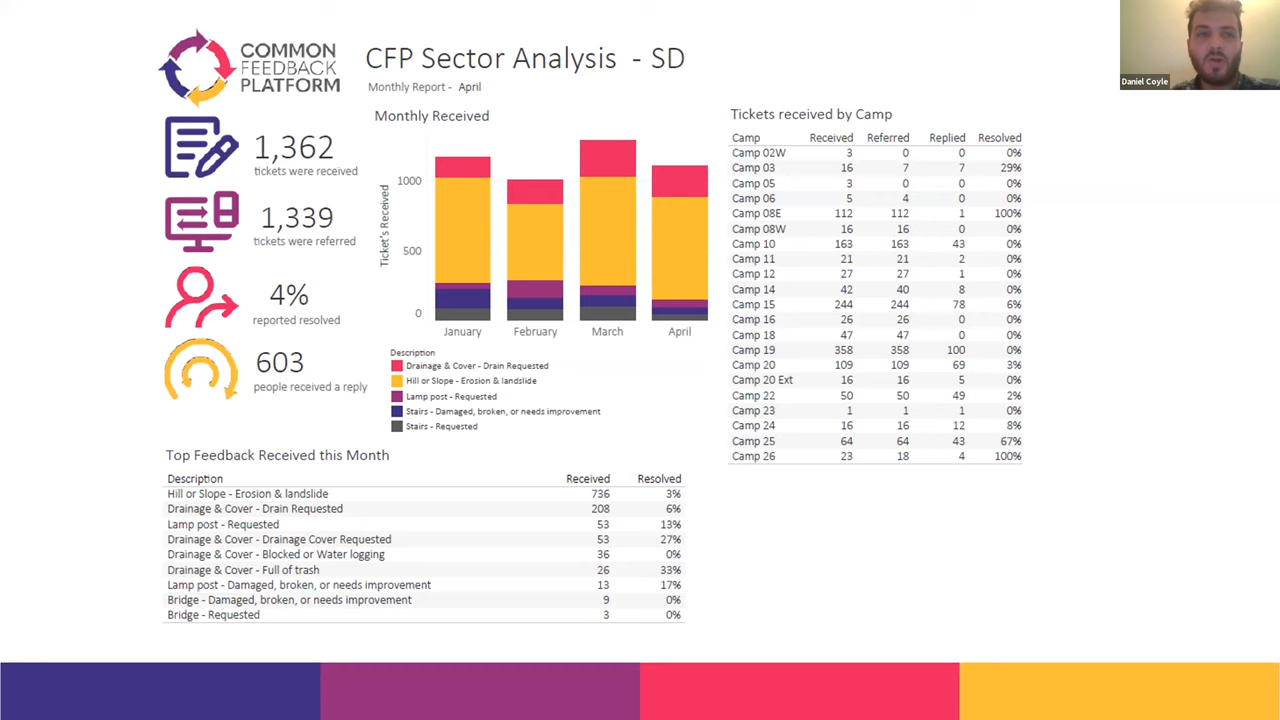 COMMON
FEEDBACK
PLATFORM
CFP Sector Analysis - SD
Monthly Report - April
1,362
tickets were received
1,339
tickets were referred
4%
reported resolved
603
people received a reply
Monthly Received
Ticket's Received
1000
500
0
January February March April
Description
Drainage & Cover - Drain Requested
Hill or Slope - Erosion & landslide
Lamp post - Requested
Stairs - Damaged, broken, or needs improvement
Stairs - Requested
Tickets received by Camp
Camp Received Referred Replied Resolved
Camp 02W 3 0 0 0%
Camp 03 16 7 7 29%
Camp 05 3 0 0 0%
Camp 06 5 4 0 0%
Camp 08E 112 112 1 100%
Camp 08W 16 16 0 0%
Camp 10 163 163 43 0%
Camp 11 21 21 2 0%
Camp 12 27 27 1 0%
Camp 14 42 40 8 0%
Camp 15 244 244 78 6%
Camp 16 26 26 0 0%
Camp 18 47 47 0 0%
Camp 19 358 358 100 0%
Camp 20 109 109 69 3%
Camp 20 Ext 16 16 5 0%
Camp 22 50 50 49 2%
Camp 23 1 1 1 0%
Camp 24 16 16 12 8%
Camp 25 64 64 43 67%
Camp 26 23 18 4 100%
Top Feedback Received this Month
Description Received Resolved
Hill or Slope - Erosion & landslide 736 3%
Drainage & Cover - Drain Requested 208 6%
Lamp post - Requested 53 13%
Drainage & Cover - Drainage Cover Requested 53 27%
Drainage & Cover - Blocked or Water logging 36 0%
Drainage & Cover - Full of trash 26 33%
Lamp post - Damaged, broken, or needs improvement 13 17%
Bridge - Damaged, broken, or needs improvement 9 0%
Bridge - Requested 3 0%
Daniel Coyle